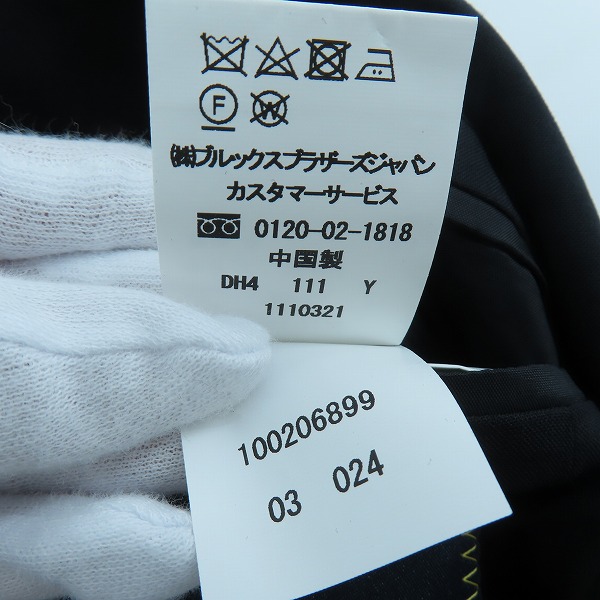 F W
㈱ブルックスブラザーズジャパン
カスタマーサービス
0120-02-1818
中国製
DH4 111 Y
1110321
100206899
03 024